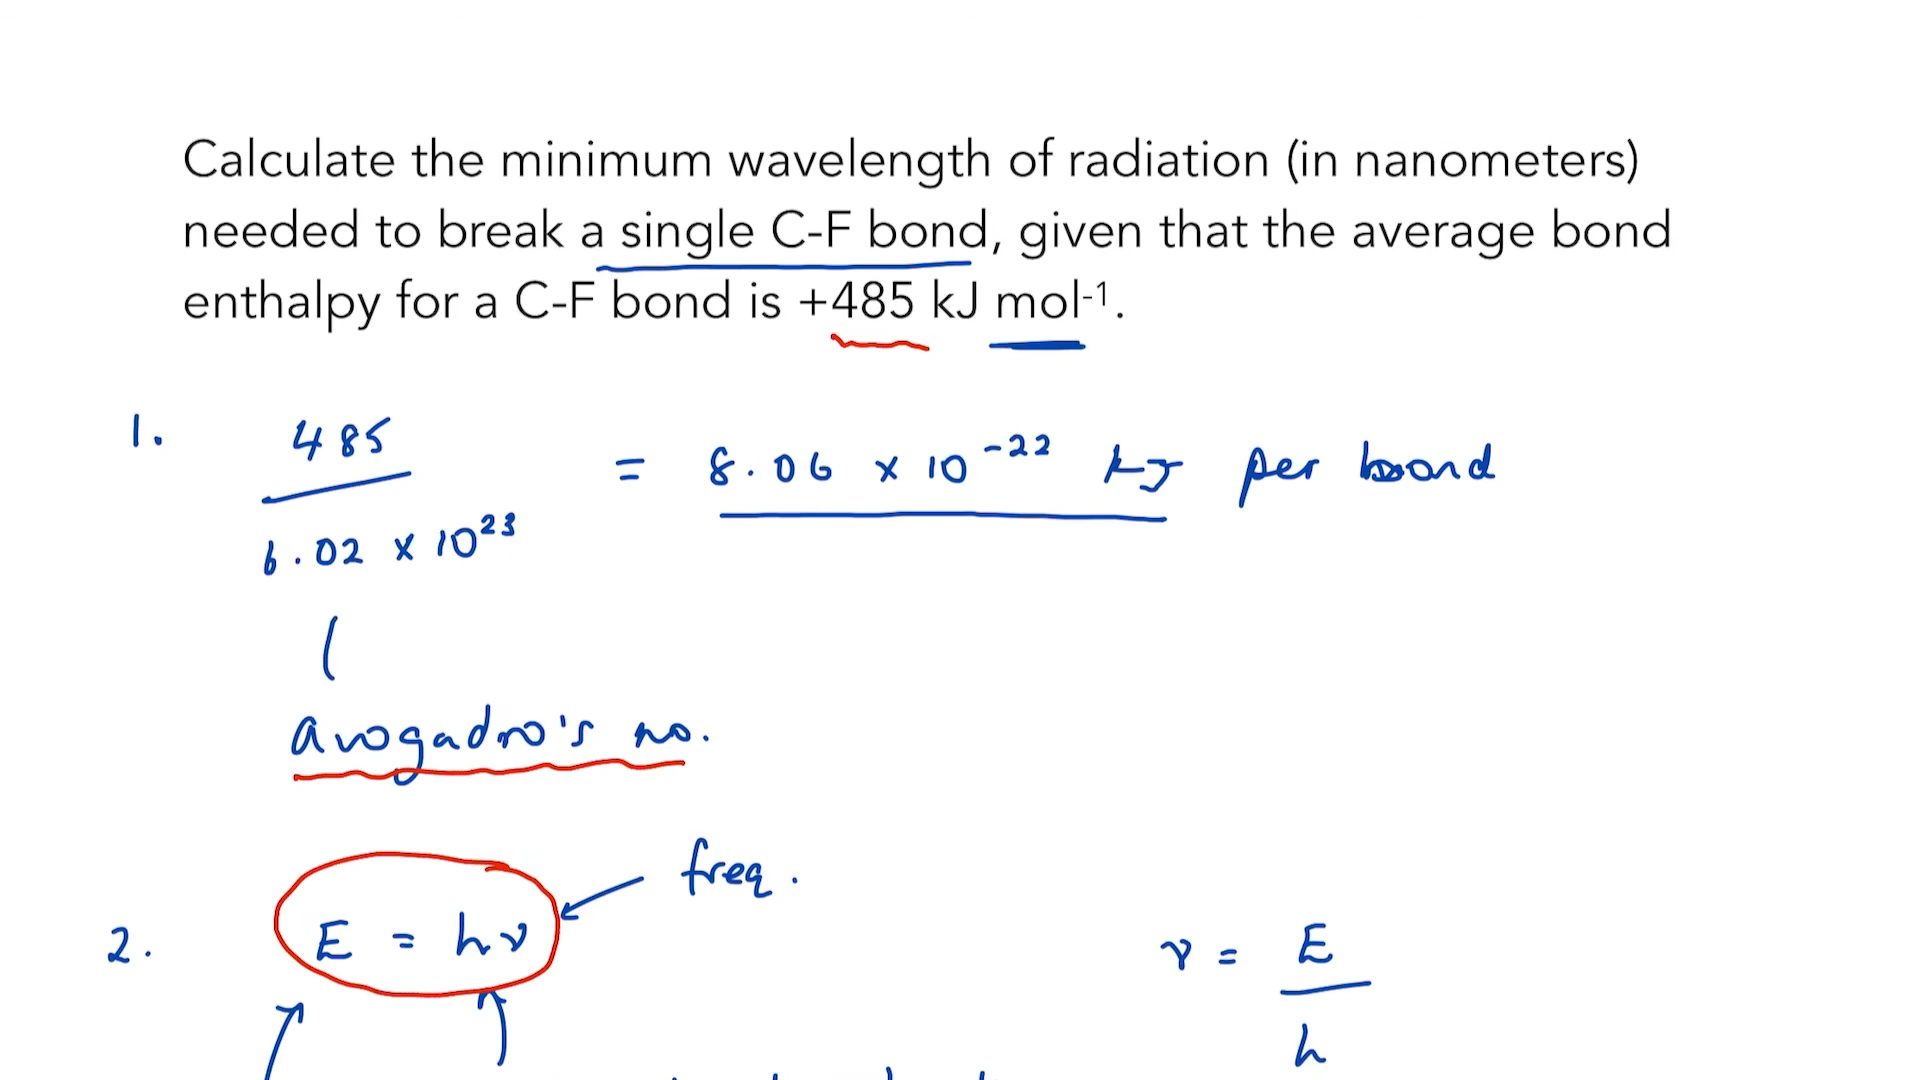 Calculate the minimum wavelength of radiation (in nanometers)
needed to break a single C-F bond, given that the average bond
enthalpy for a C-F bond is +485 kJ mol⁻¹.
1. 485
6.02 × 10²³
= 8.06 × 10⁻²² kJ per bond
avogadro's no.
freq.
2. E = hν
ν = E
h